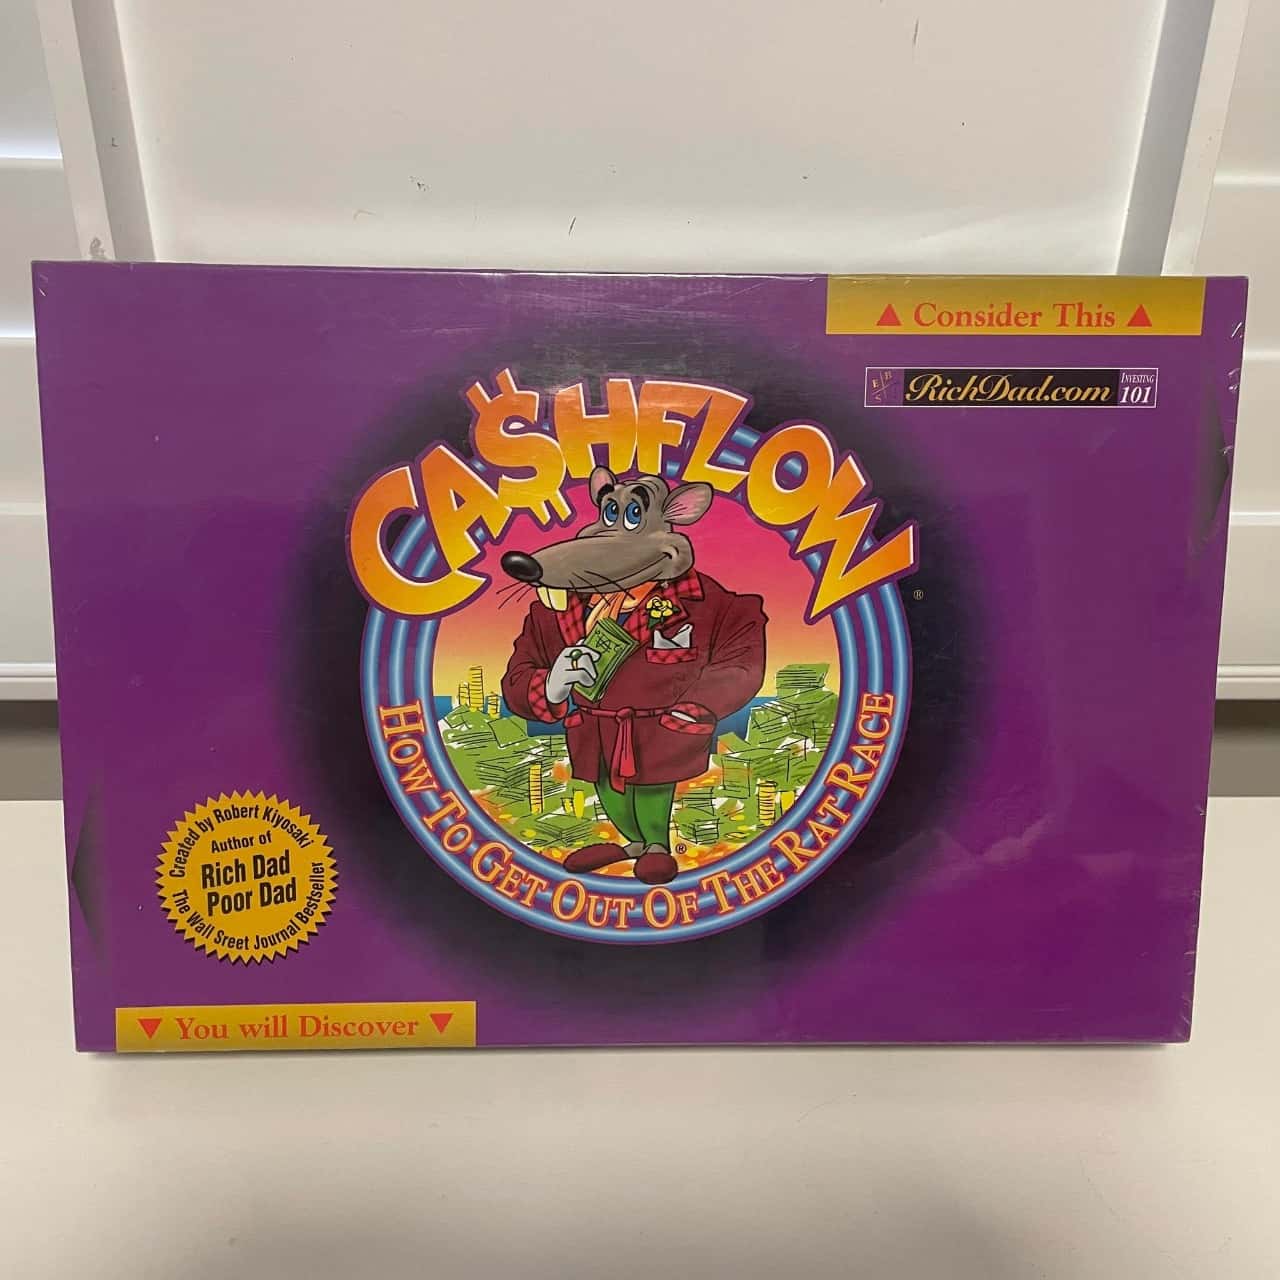 ▲ Consider This ▲
E B
S I
RichDad.com
INVESTING
101
CA$HFLOW
®
HOW TO GET OUT OF THE RAT RACE
®
Created by Robert Kiyosaki
Author of
Rich Dad
Poor Dad
The Wall Sreet Journal Bestseller
▼ You will Discover ▼